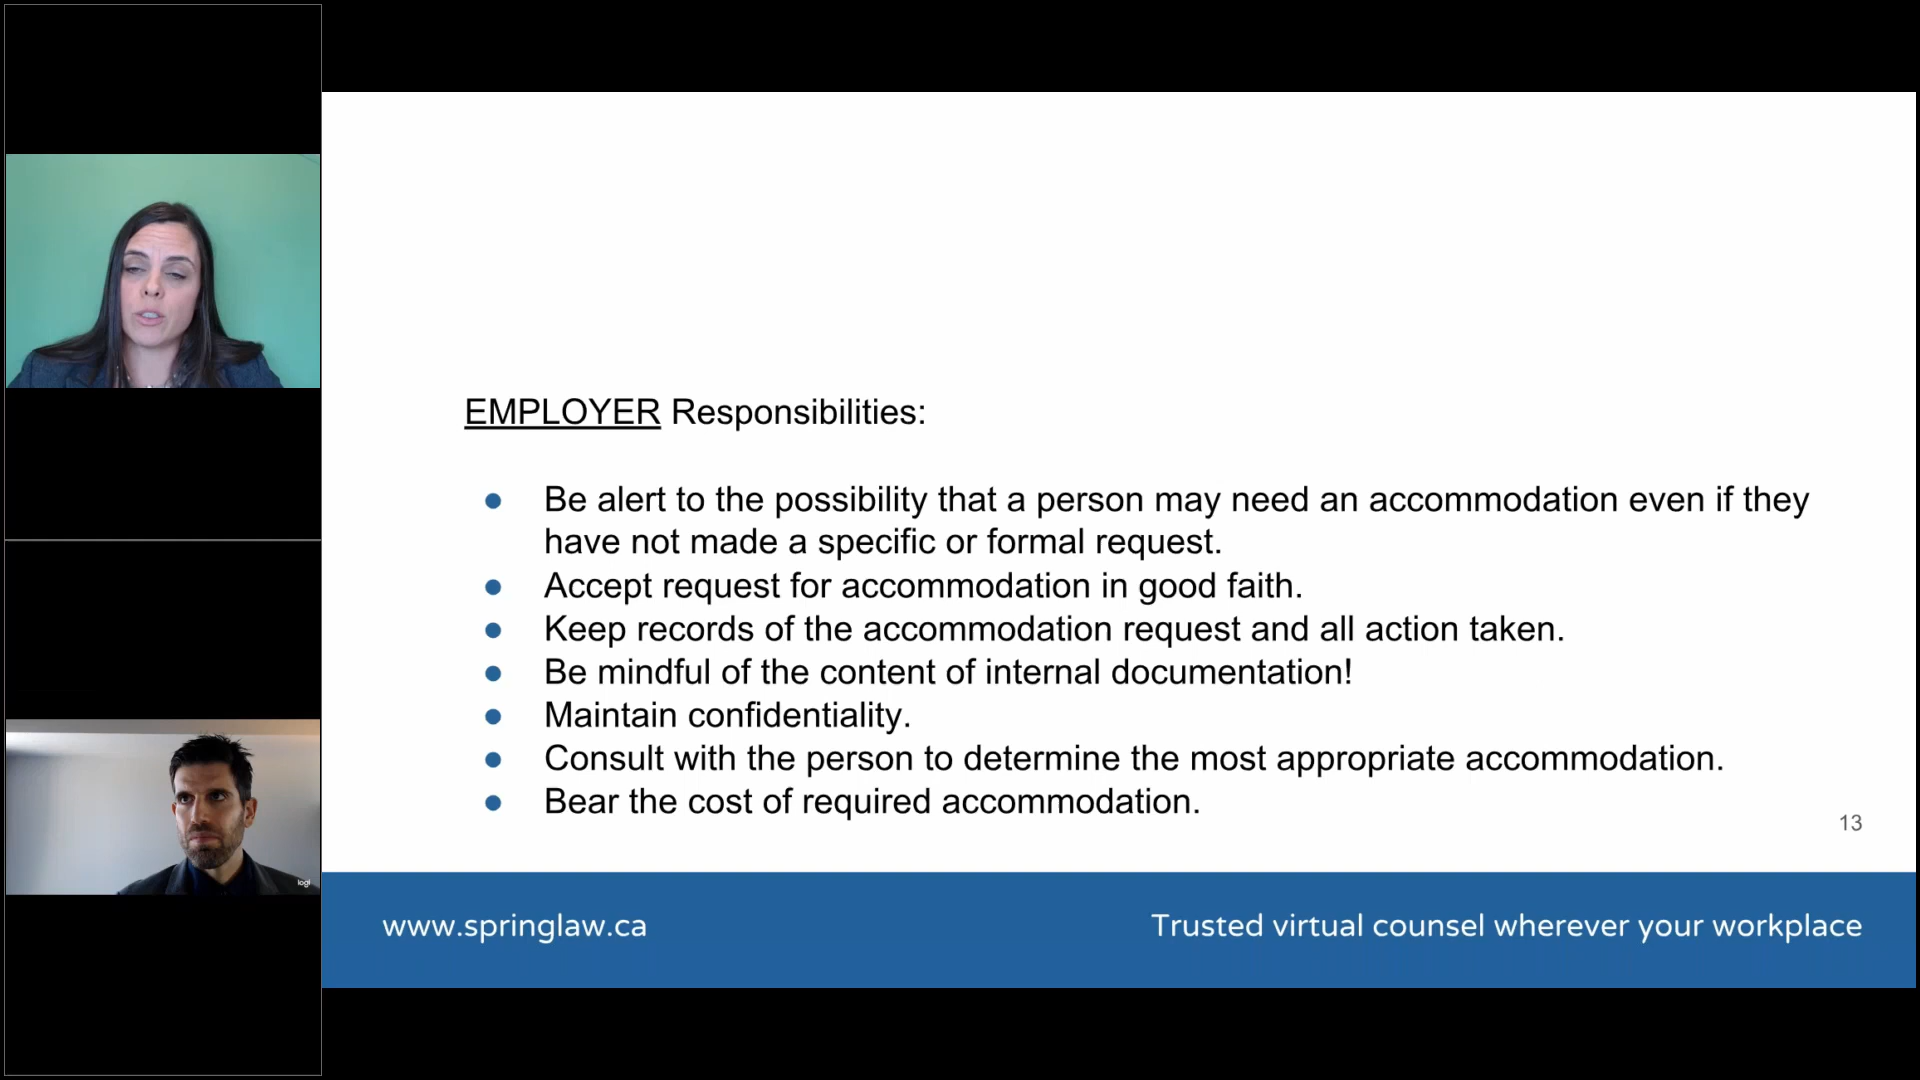 EMPLOYER Responsibilities:
● Be alert to the possibility that a person may need an accommodation even if they
have not made a specific or formal request.
● Accept request for accommodation in good faith.
● Keep records of the accommodation request and all action taken.
● Be mindful of the content of internal documentation!
● Maintain confidentiality.
● Consult with the person to determine the most appropriate accommodation.
● Bear the cost of required accommodation.
13
www.springlaw.ca
Trusted virtual counsel wherever your workplace
logi